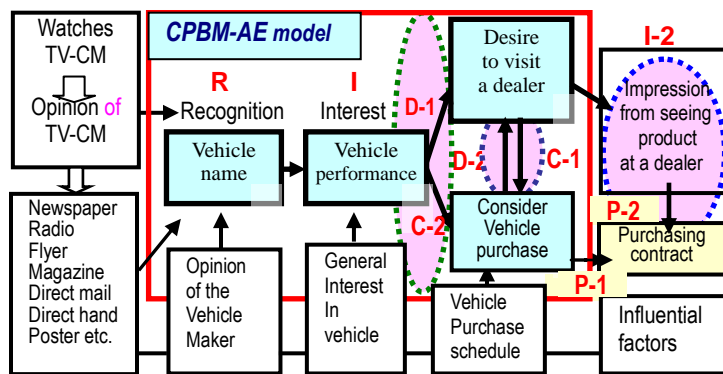 Watches
TV-CM
Opinion of
TV-CM
Newspaper
Radio
Flyer
Magazine
Direct mail
Direct hand
Poster etc.
CPBM-AE model
R
Recognition
Vehicle
name
Opinion
of the
Vehicle
Maker
I
Interest
Vehicle
performance
General
Interest
In
vehicle
D-1
C-2
Desire
to visit
a dealer
D-2
C-1
Consider
Vehicle
purchase
Vehicle
Purchase
schedule
I-2
Impression
from seeing
product
at a dealer
P-2
Purchasing
contract
P-1
Influential
factors